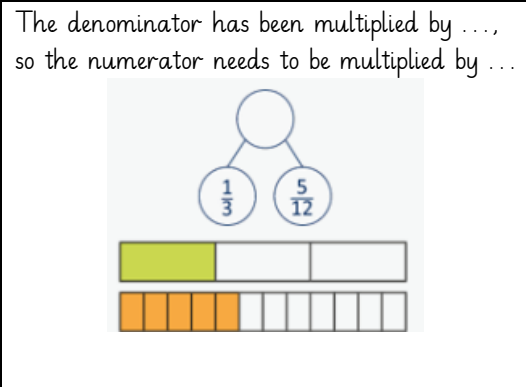 The denominator has been multiplied by ...,
so the numerator needs to be multiplied by ...
1/3 5/12